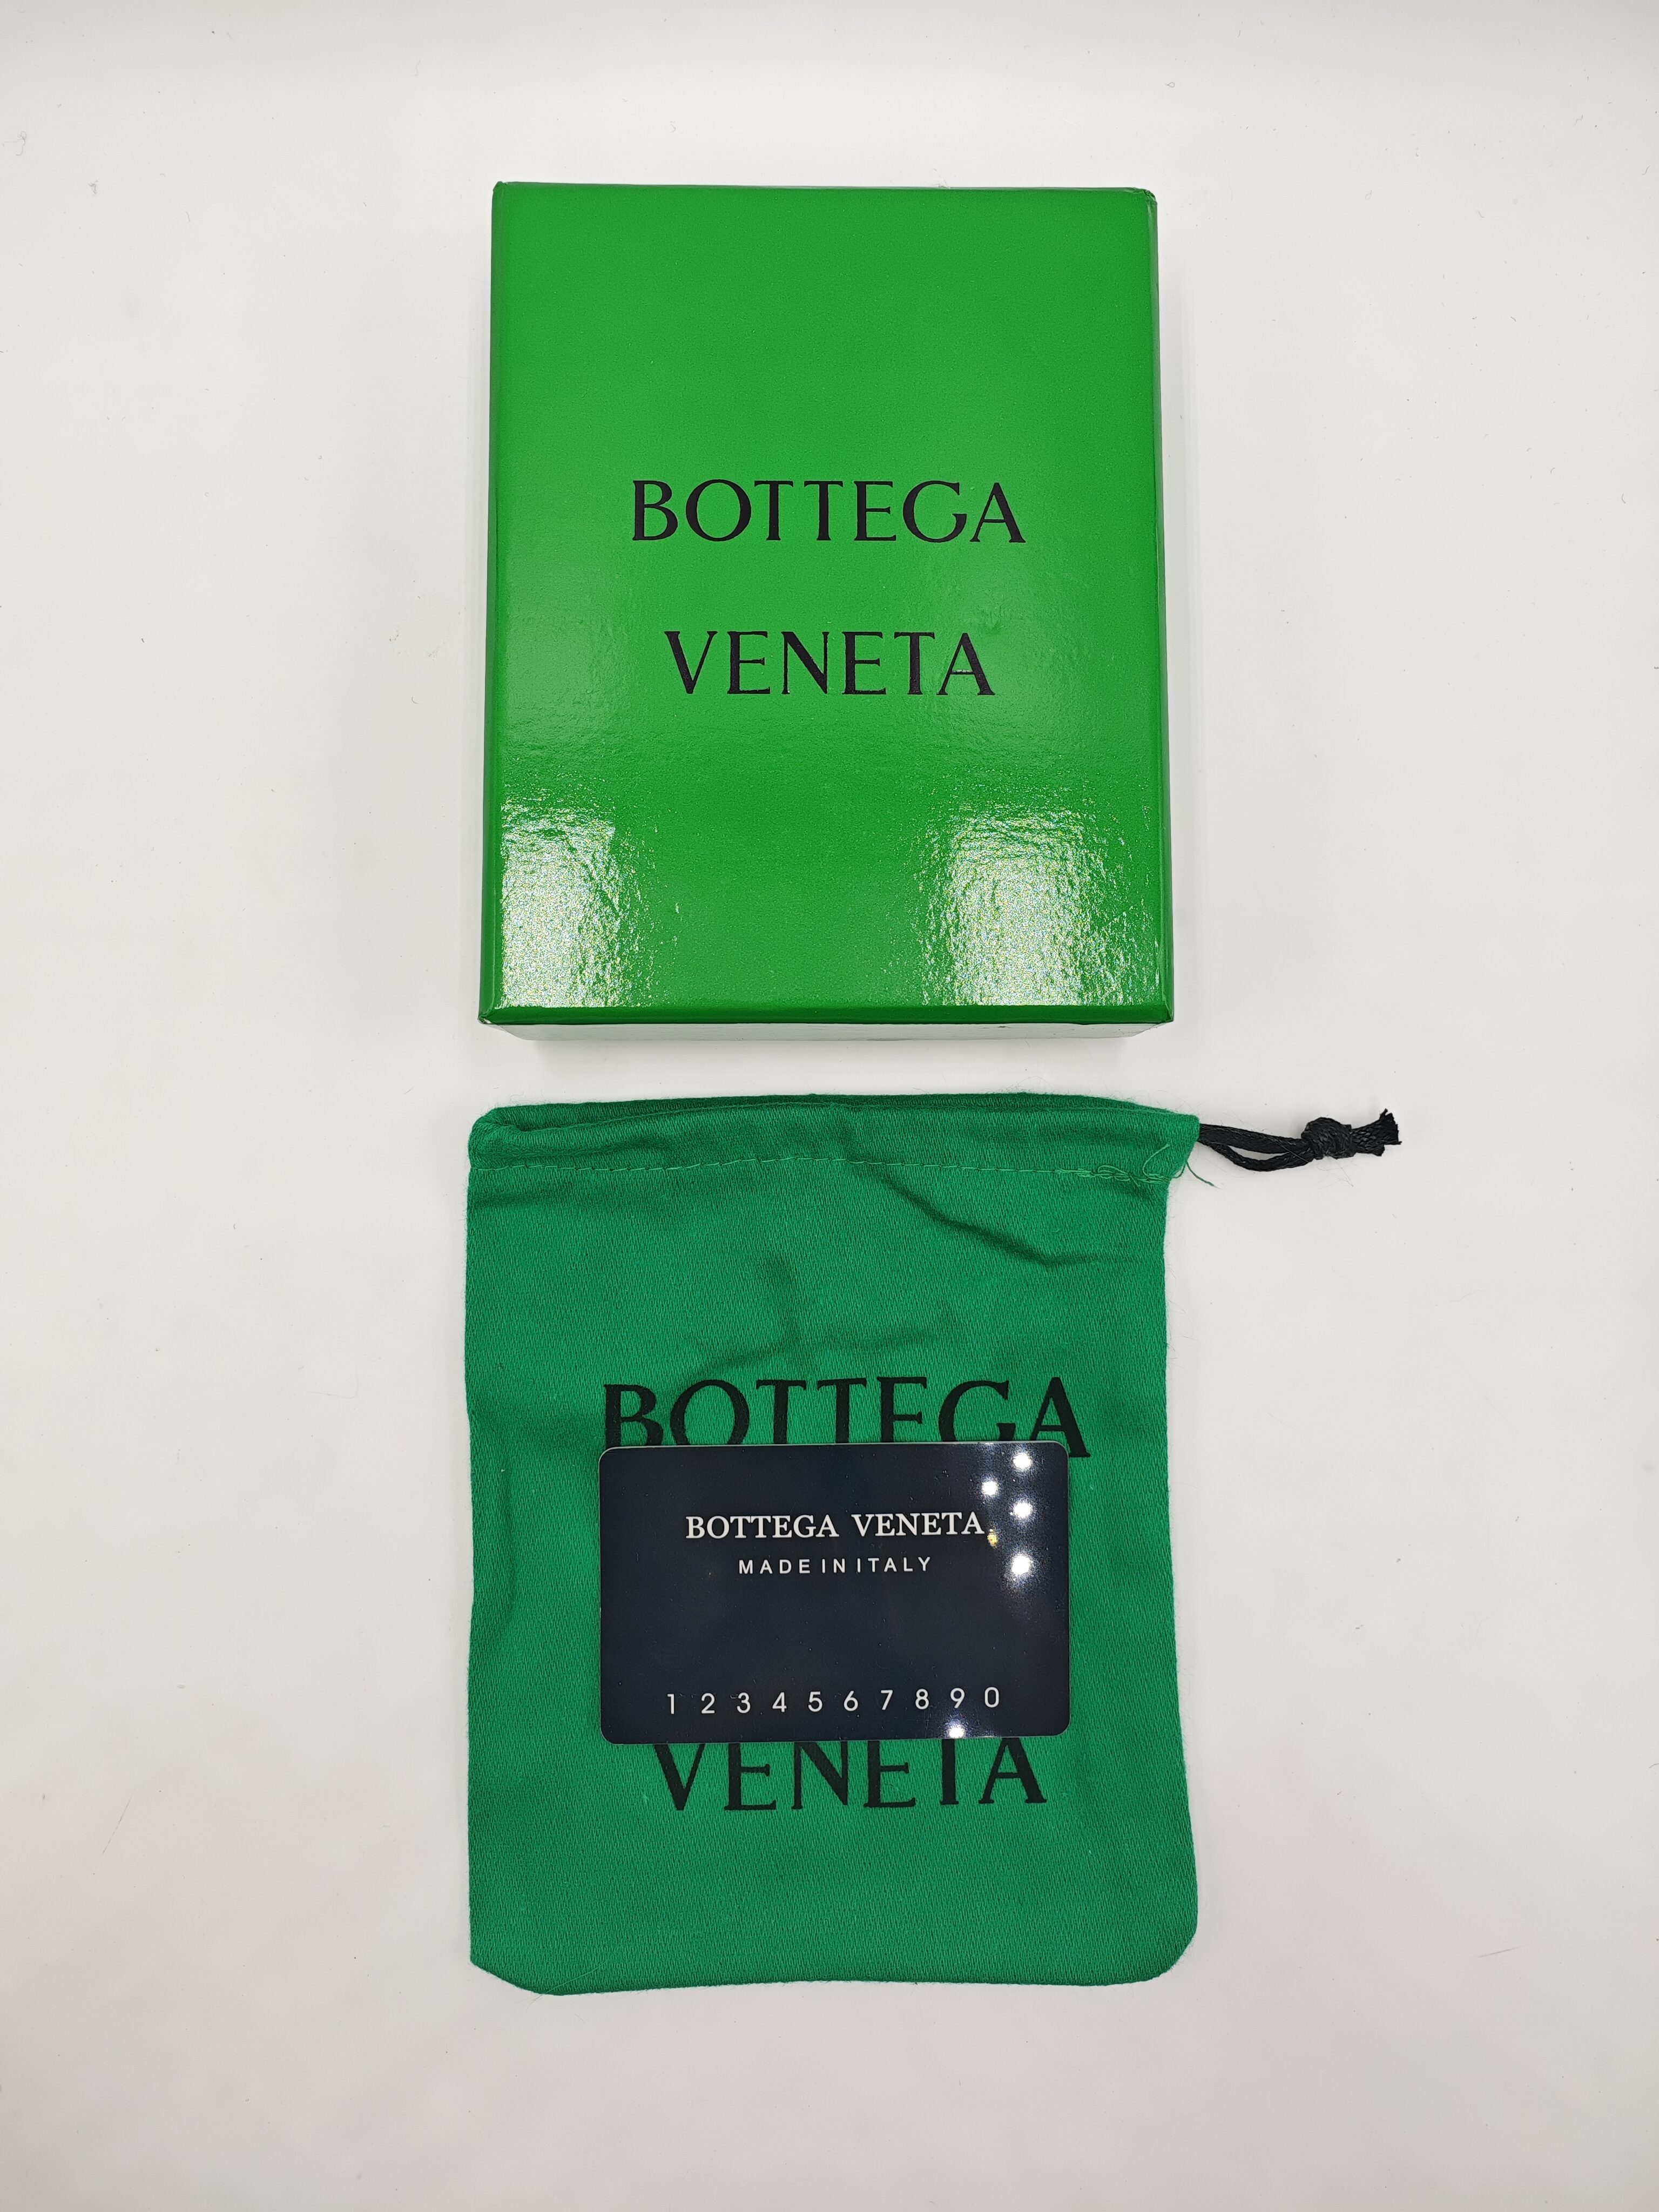 BOTTEGA
VENETA
BOTTEGA
BOTTEGA VENETA
MADE IN ITALY
1 2 3 4 5 6 7 8 9 0
VENETA